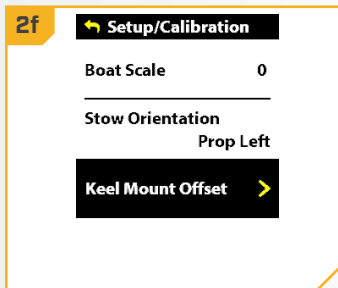 2f
Setup/Calibration
Boat Scale 0
Stow Orientation
Prop Left
Keel Mount Offset >